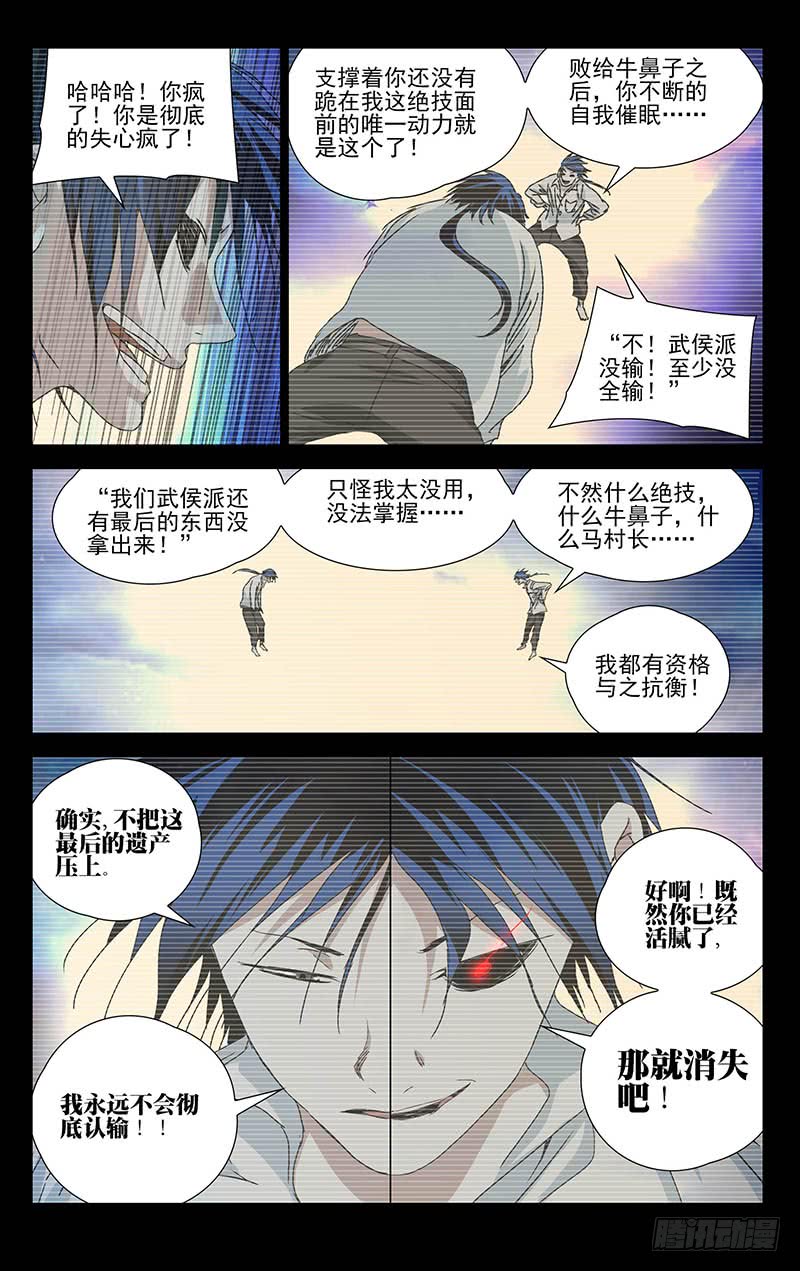 哈哈哈！你疯
了！你是彻底
的失心疯了！
支撑着你还没有
跪在我这绝技面
前的唯一动力就
是这个了！
败给牛鼻子之
后，你不断的
自我催眠……
“不！武侯派
没输！至少没
全输！”
“我们武侯派还
有最后的东西没
拿出来！”
只怪我太没用，
没法掌握……
不然什么绝技，
什么牛鼻子，什
么马村长……
我都有资格
与之抗衡！
确实，不把这
最后的遗产
压上。
我永远不会彻
底认输！！
好啊！既
然你已经
活腻了，
那就消失
吧！
腾讯动漫